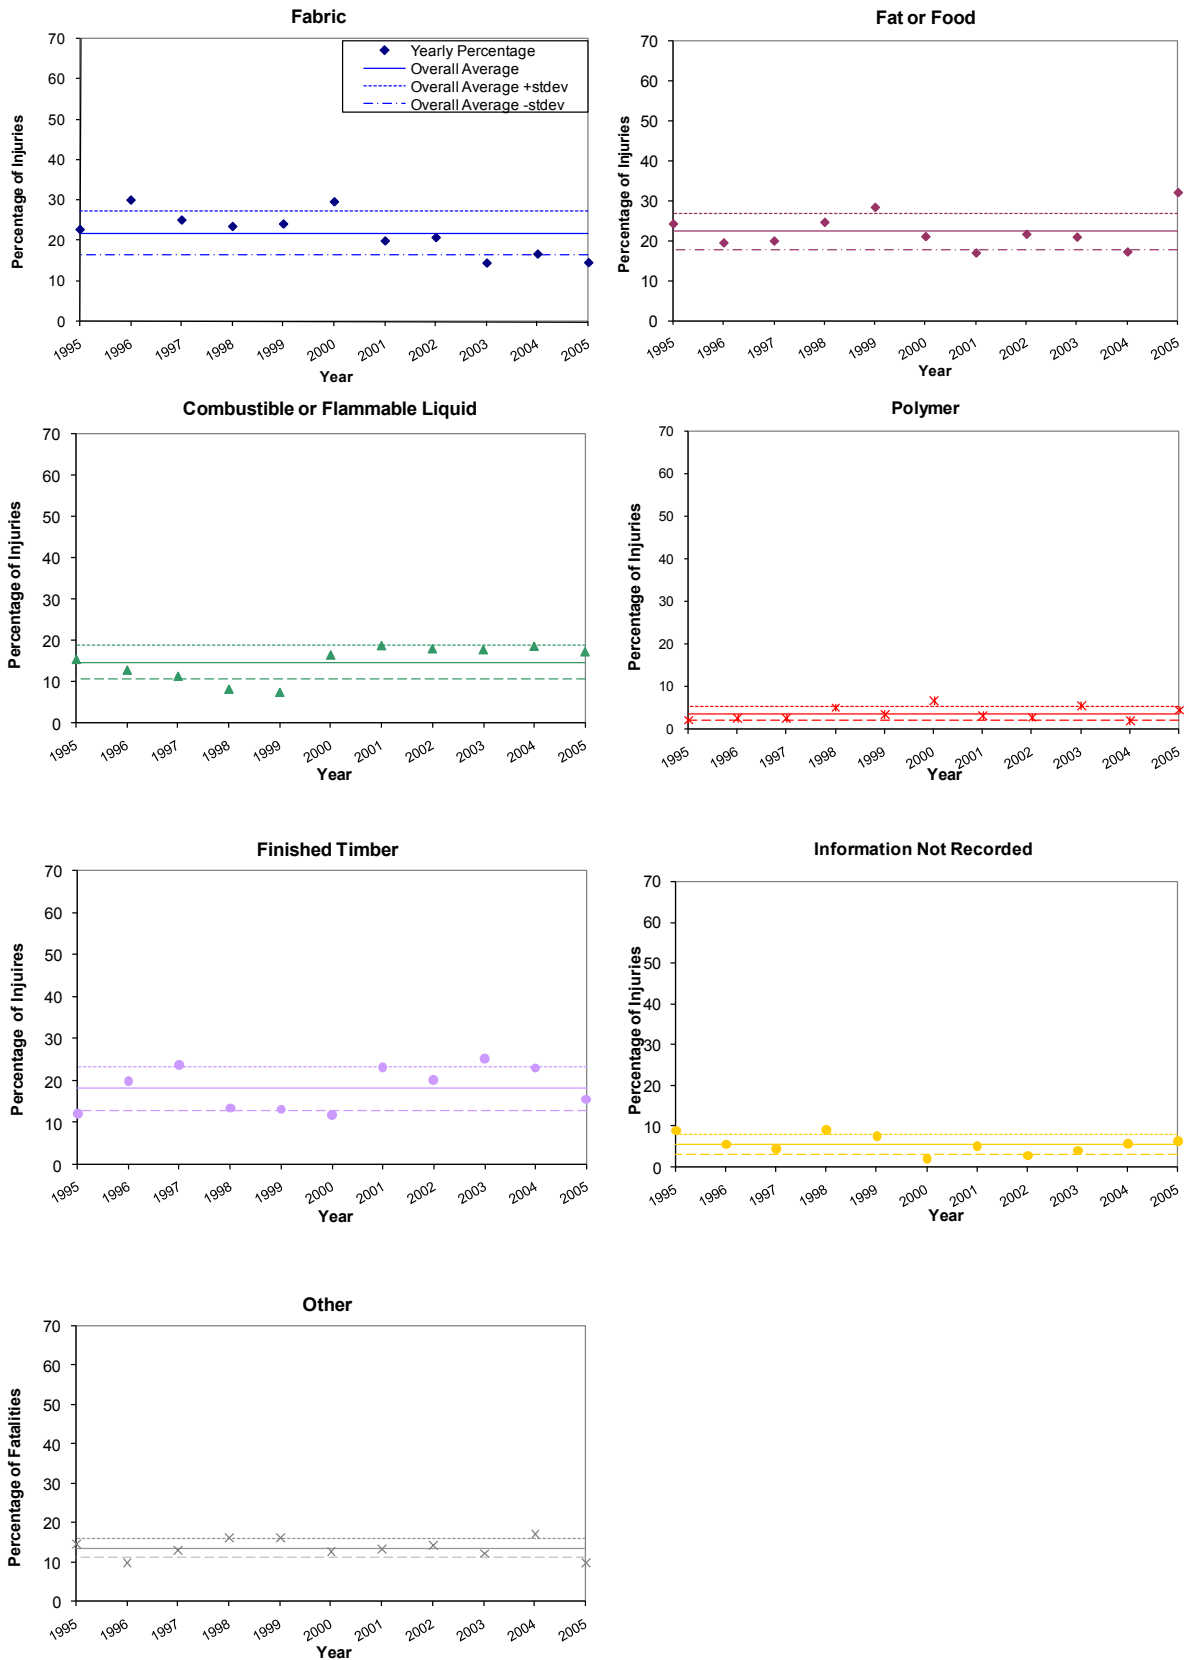 Fabric
70
60
50
40
30
20
10
0
Percentage of Injuries
Yearly Percentage
Overall Average
Overall Average +stdev
Overall Average -stdev
1995 1996 1997 1998 1999 2000 2001 2002 2003 2004 2005
Year
Fat or Food
70
60
50
40
30
20
10
0
Percentage of Injuries
1995 1996 1997 1998 1999 2000 2001 2002 2003 2004 2005
Year
Combustible or Flammable Liquid
70
60
50
40
30
20
10
0
Percentage of Injuries
1995 1996 1997 1998 1999 2000 2001 2002 2003 2004 2005
Year
Polymer
70
60
50
40
30
20
10
0
Percentage of Injuries
1995 1996 1997 1998 1999 2000 2001 2002 2003 2004 2005
Year
Finished Timber
70
60
50
40
30
20
10
0
Percentage of Injuires
1995 1996 1997 1998 1999 2000 2001 2002 2003 2004 2005
Year
Information Not Recorded
70
60
50
40
30
20
10
0
Percentage of Injuries
1995 1996 1997 1998 1999 2000 2001 2002 2003 2004 2005
Year
Other
70
60
50
40
30
20
10
0
Percentage of Fatalities
1995 1996 1997 1998 1999 2000 2001 2002 2003 2004 2005
Year